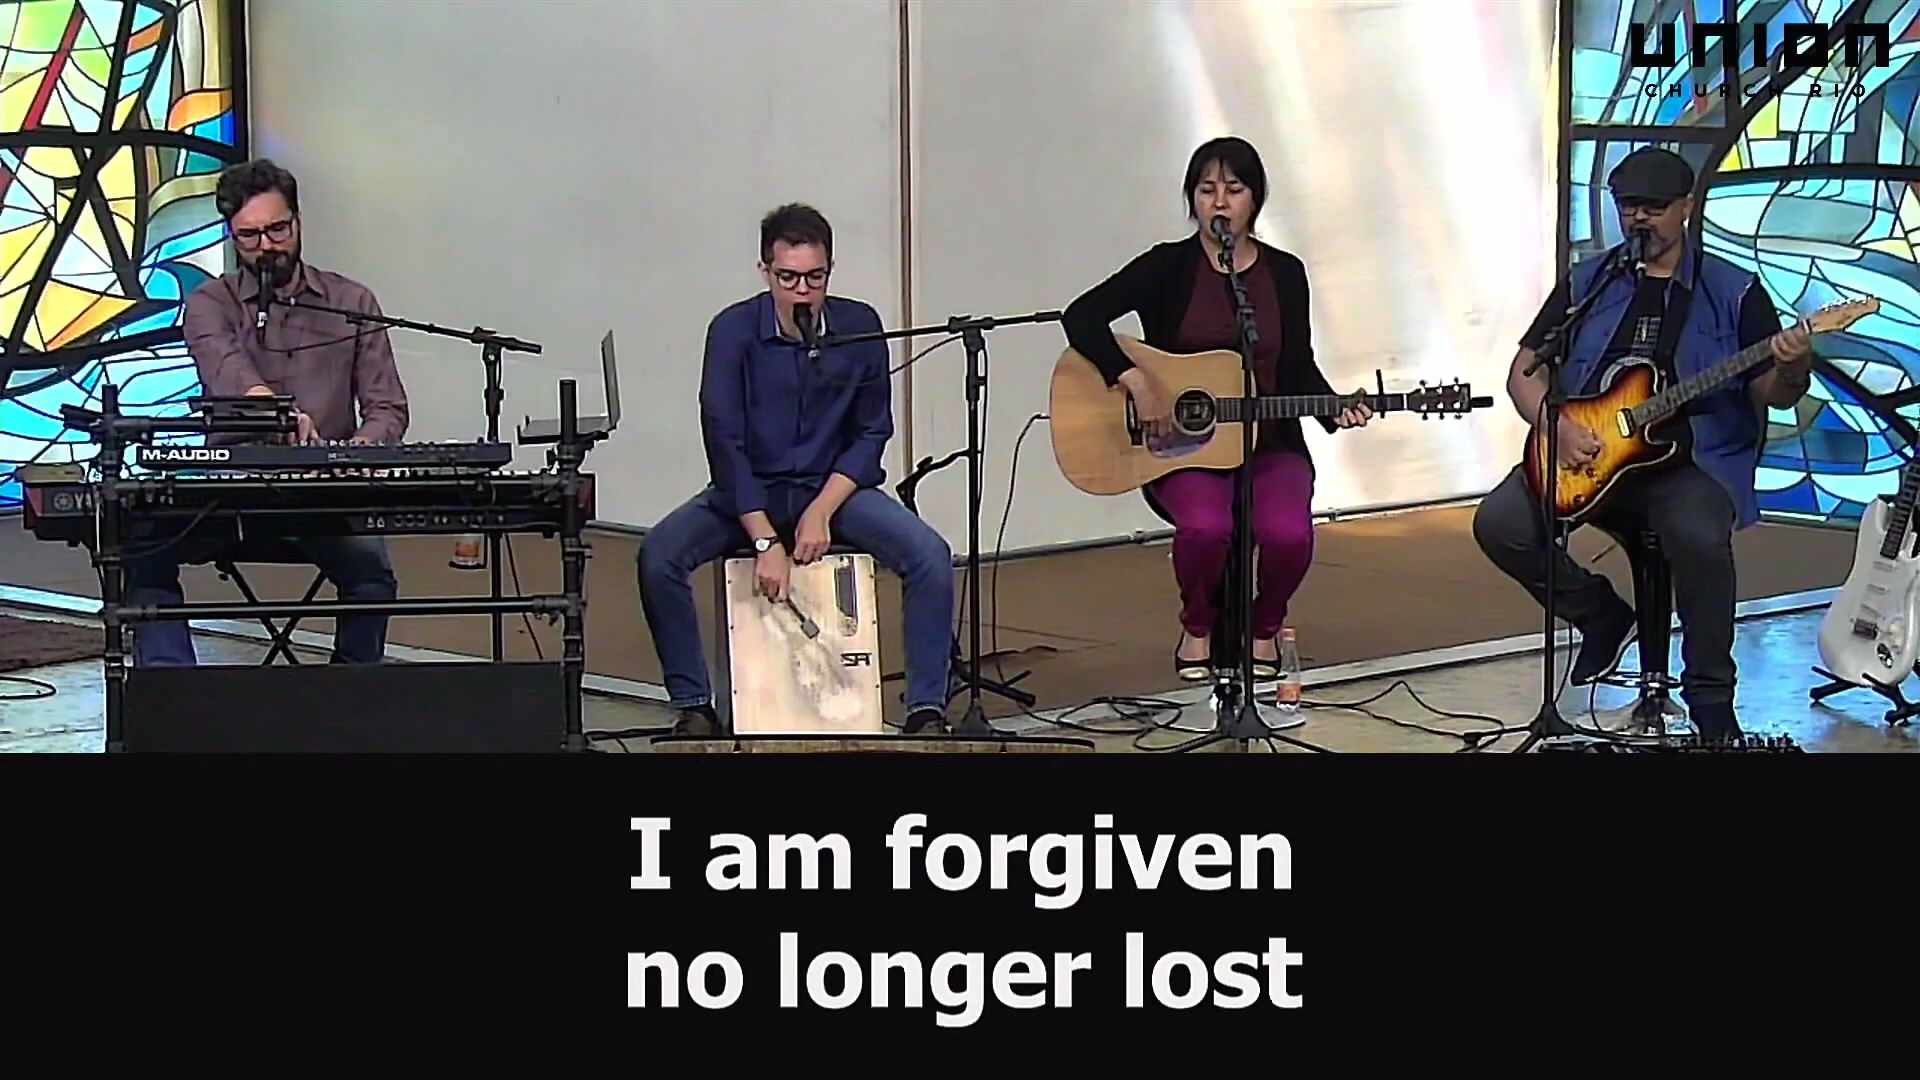 UNION
CHURCH RIO
M-AUDIO
I am forgiven
no longer lost